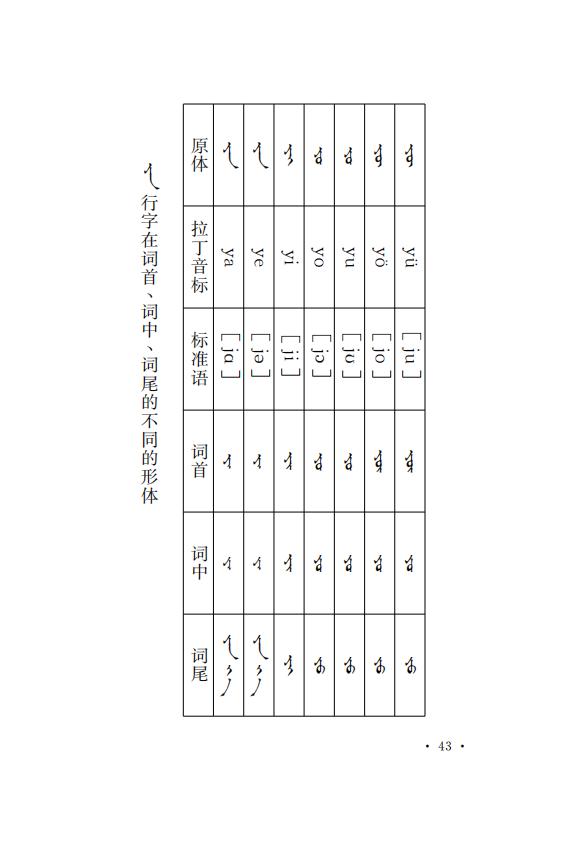 ᠶᠠ 行字在词首、词中、词尾的不同的形体
原体 ᠶᠠ ᠶᠡ ᠶᠢ ᠶᠣ ᠶᠤ ᠶᠥ ᠶᠦ
拉丁音标 ya ye yi yo yu yö yü
标准语 [jɑ] [jə] [ji] [jɔ] [jʊ] [jo] [ju]
词首 ᠶᠠ‍ ᠶᠡ‍ ᠶᠢ‍ ᠶᠣ‍ ᠶᠤ‍ ᠶᠥ‍ ᠶᠦ‍
词中 ‍ᠶᠠ‍ ‍ᠶᠡ‍ ‍ᠶᠢ‍ ‍ᠶᠣ‍ ‍ᠶᠤ‍ ‍ᠶᠥ‍ ‍ᠶᠦ‍
词尾 ‍ᠶᠠ ‍ᠶ᠎ᠠ ‍ᠶᠡ ‍ᠶ᠎ᠡ ‍ᠶᠢ ‍ᠶᠣ ‍ᠶᠤ ‍ᠶᠥ ‍ᠶᠦ
• 43 •